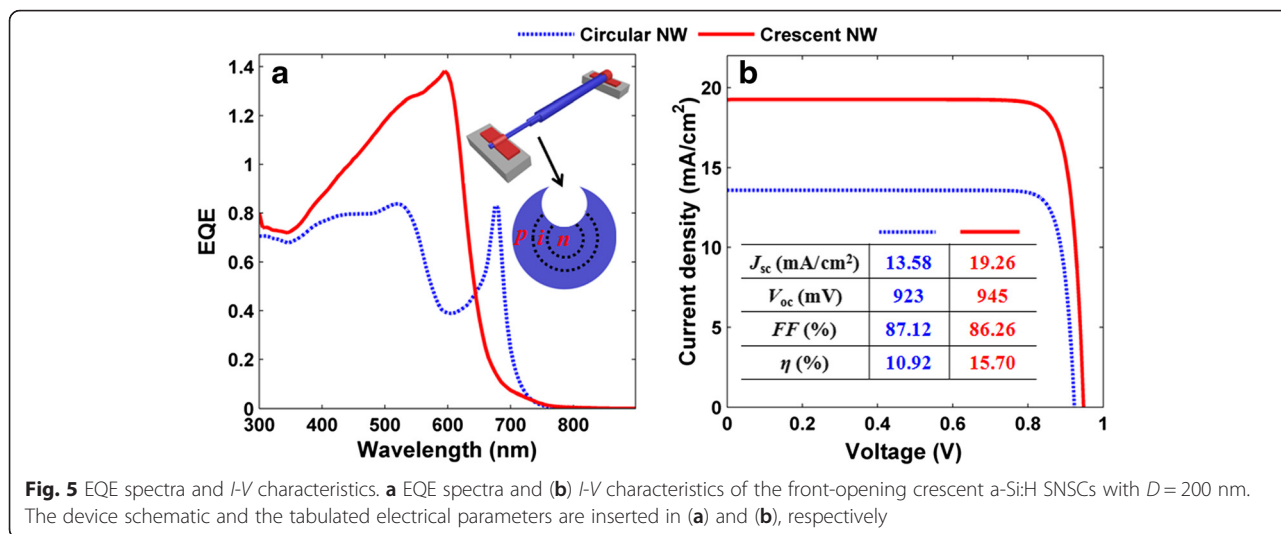 Circular NW Crescent NW
a
1.4
1.2
1
0.8
0.6
0.4
0.2
0
EQE
p i n
300 400 500 600 700 800
Wavelength (nm)
b
20
15
10
5
0
Current density (mA/cm²)
Jsc (mA/cm²) 13.58 19.26
Voc (mV) 923 945
FF (%) 87.12 86.26
η (%) 10.92 15.70
0 0.2 0.4 0.6 0.8 1
Voltage (V)
Fig. 5 EQE spectra and I-V characteristics. a EQE spectra and (b) I-V characteristics of the front-opening crescent a-Si:H SNSCs with D = 200 nm.
The device schematic and the tabulated electrical parameters are inserted in (a) and (b), respectively